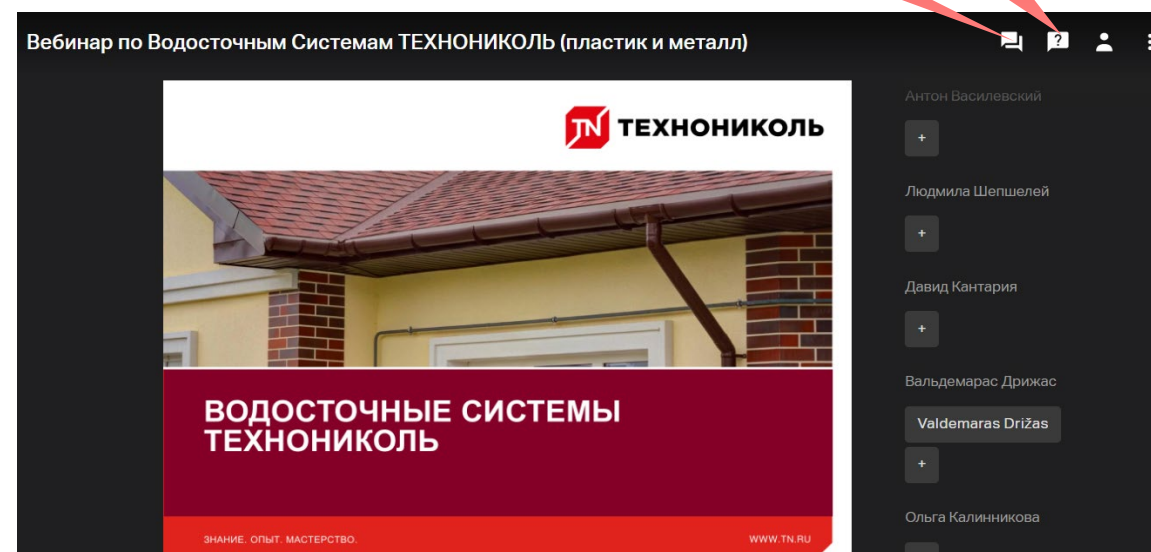 Вебинар по Водосточным Системам ТЕХНОНИКОЛЬ (пластик и металл)
?
TN ТЕХНОНИКОЛЬ
ВОДОСТОЧНЫЕ СИСТЕМЫ
ТЕХНОНИКОЛЬ
ЗНАНИЕ. ОПЫТ. МАСТЕРСТВО.
WWW.TN.RU
Антон Василевский
+
Людмила Шепшелей
+
Давид Кантария
+
Вальдемарас Дрижас
Valdemaras Drižas
+
Ольга Калинникова